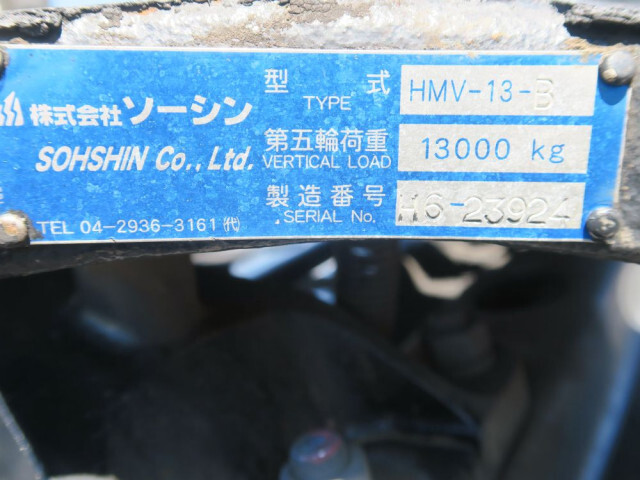 株式会社ソーシン
SOHSHIN Co.,Ltd.
TEL 04-2936-3161㈹
型 式 HMV-13-B
TYPE
第五輪荷重 13000 kg
VERTICAL LOAD
製造番号 H6-23924
SERIAL No.